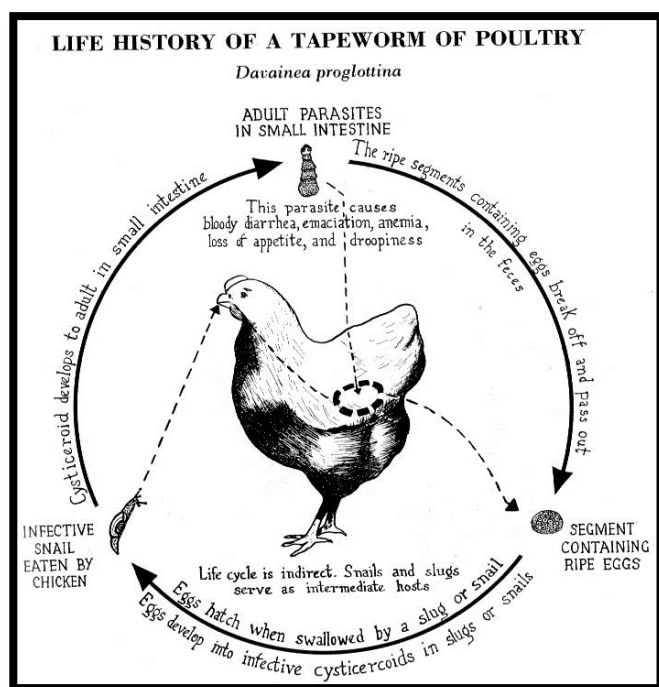 LIFE HISTORY OF A TAPEWORM OF POULTRY
Davainea proglottina
ADULT PARASITES
IN SMALL INTESTINE
The ripe segments containing eggs break off and pass out
in the feces
This parasite causes
bloody diarrhea, emaciation, anemia,
loss of appetite, and droopiness
Cysticeroid develops to adult in small intestine
INFECTIVE
SNAIL
EATEN BY
CHICKEN
SEGMENT
CONTAINING
RIPE EGGS
Life cycle is indirect. Snails and slugs
serve as intermediate hosts
Eggs hatch when swallowed by a slug or snail
Eggs develop into infective cysticercoids in slugs or snails